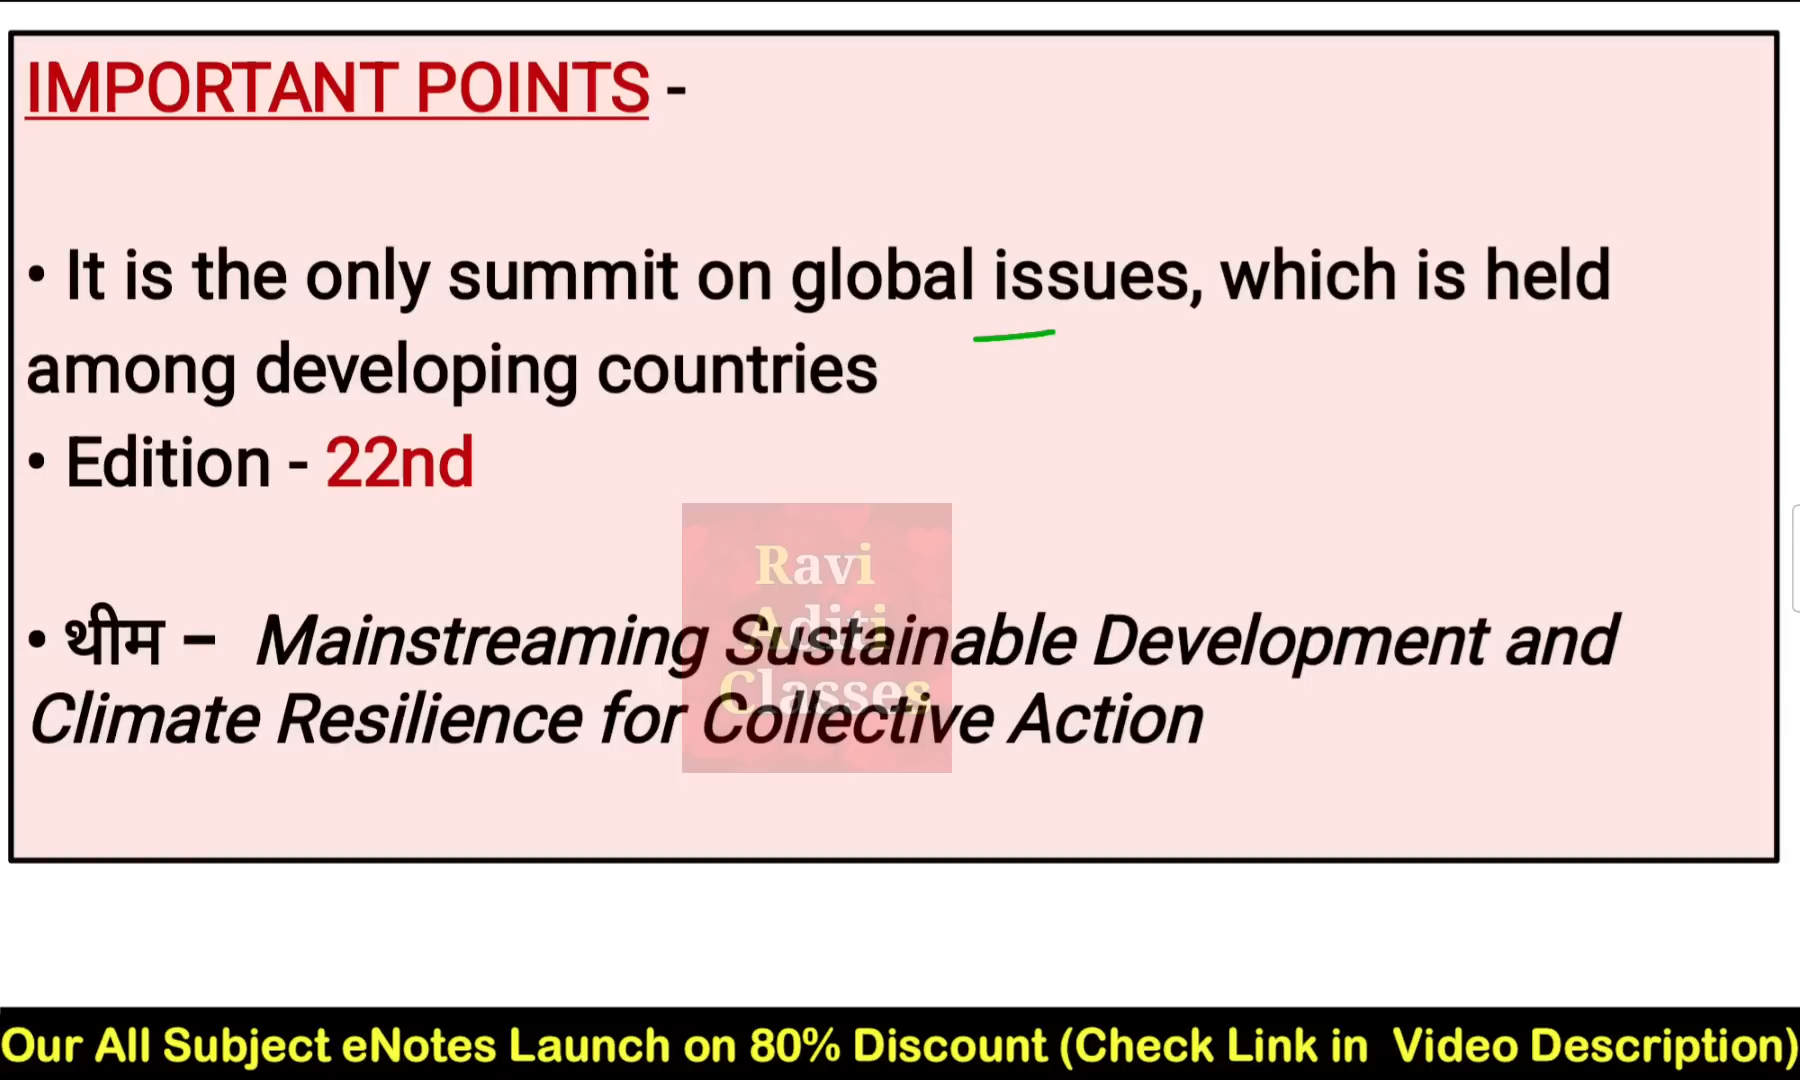 IMPORTANT POINTS -
• It is the only summit on global issues, which is held
among developing countries
• Edition - 22nd
Ravi
Aditi
Classes
• थीम – Mainstreaming Sustainable Development and
Climate Resilience for Collective Action
Our All Subject eNotes Launch on 80% Discount (Check Link in Video Description)